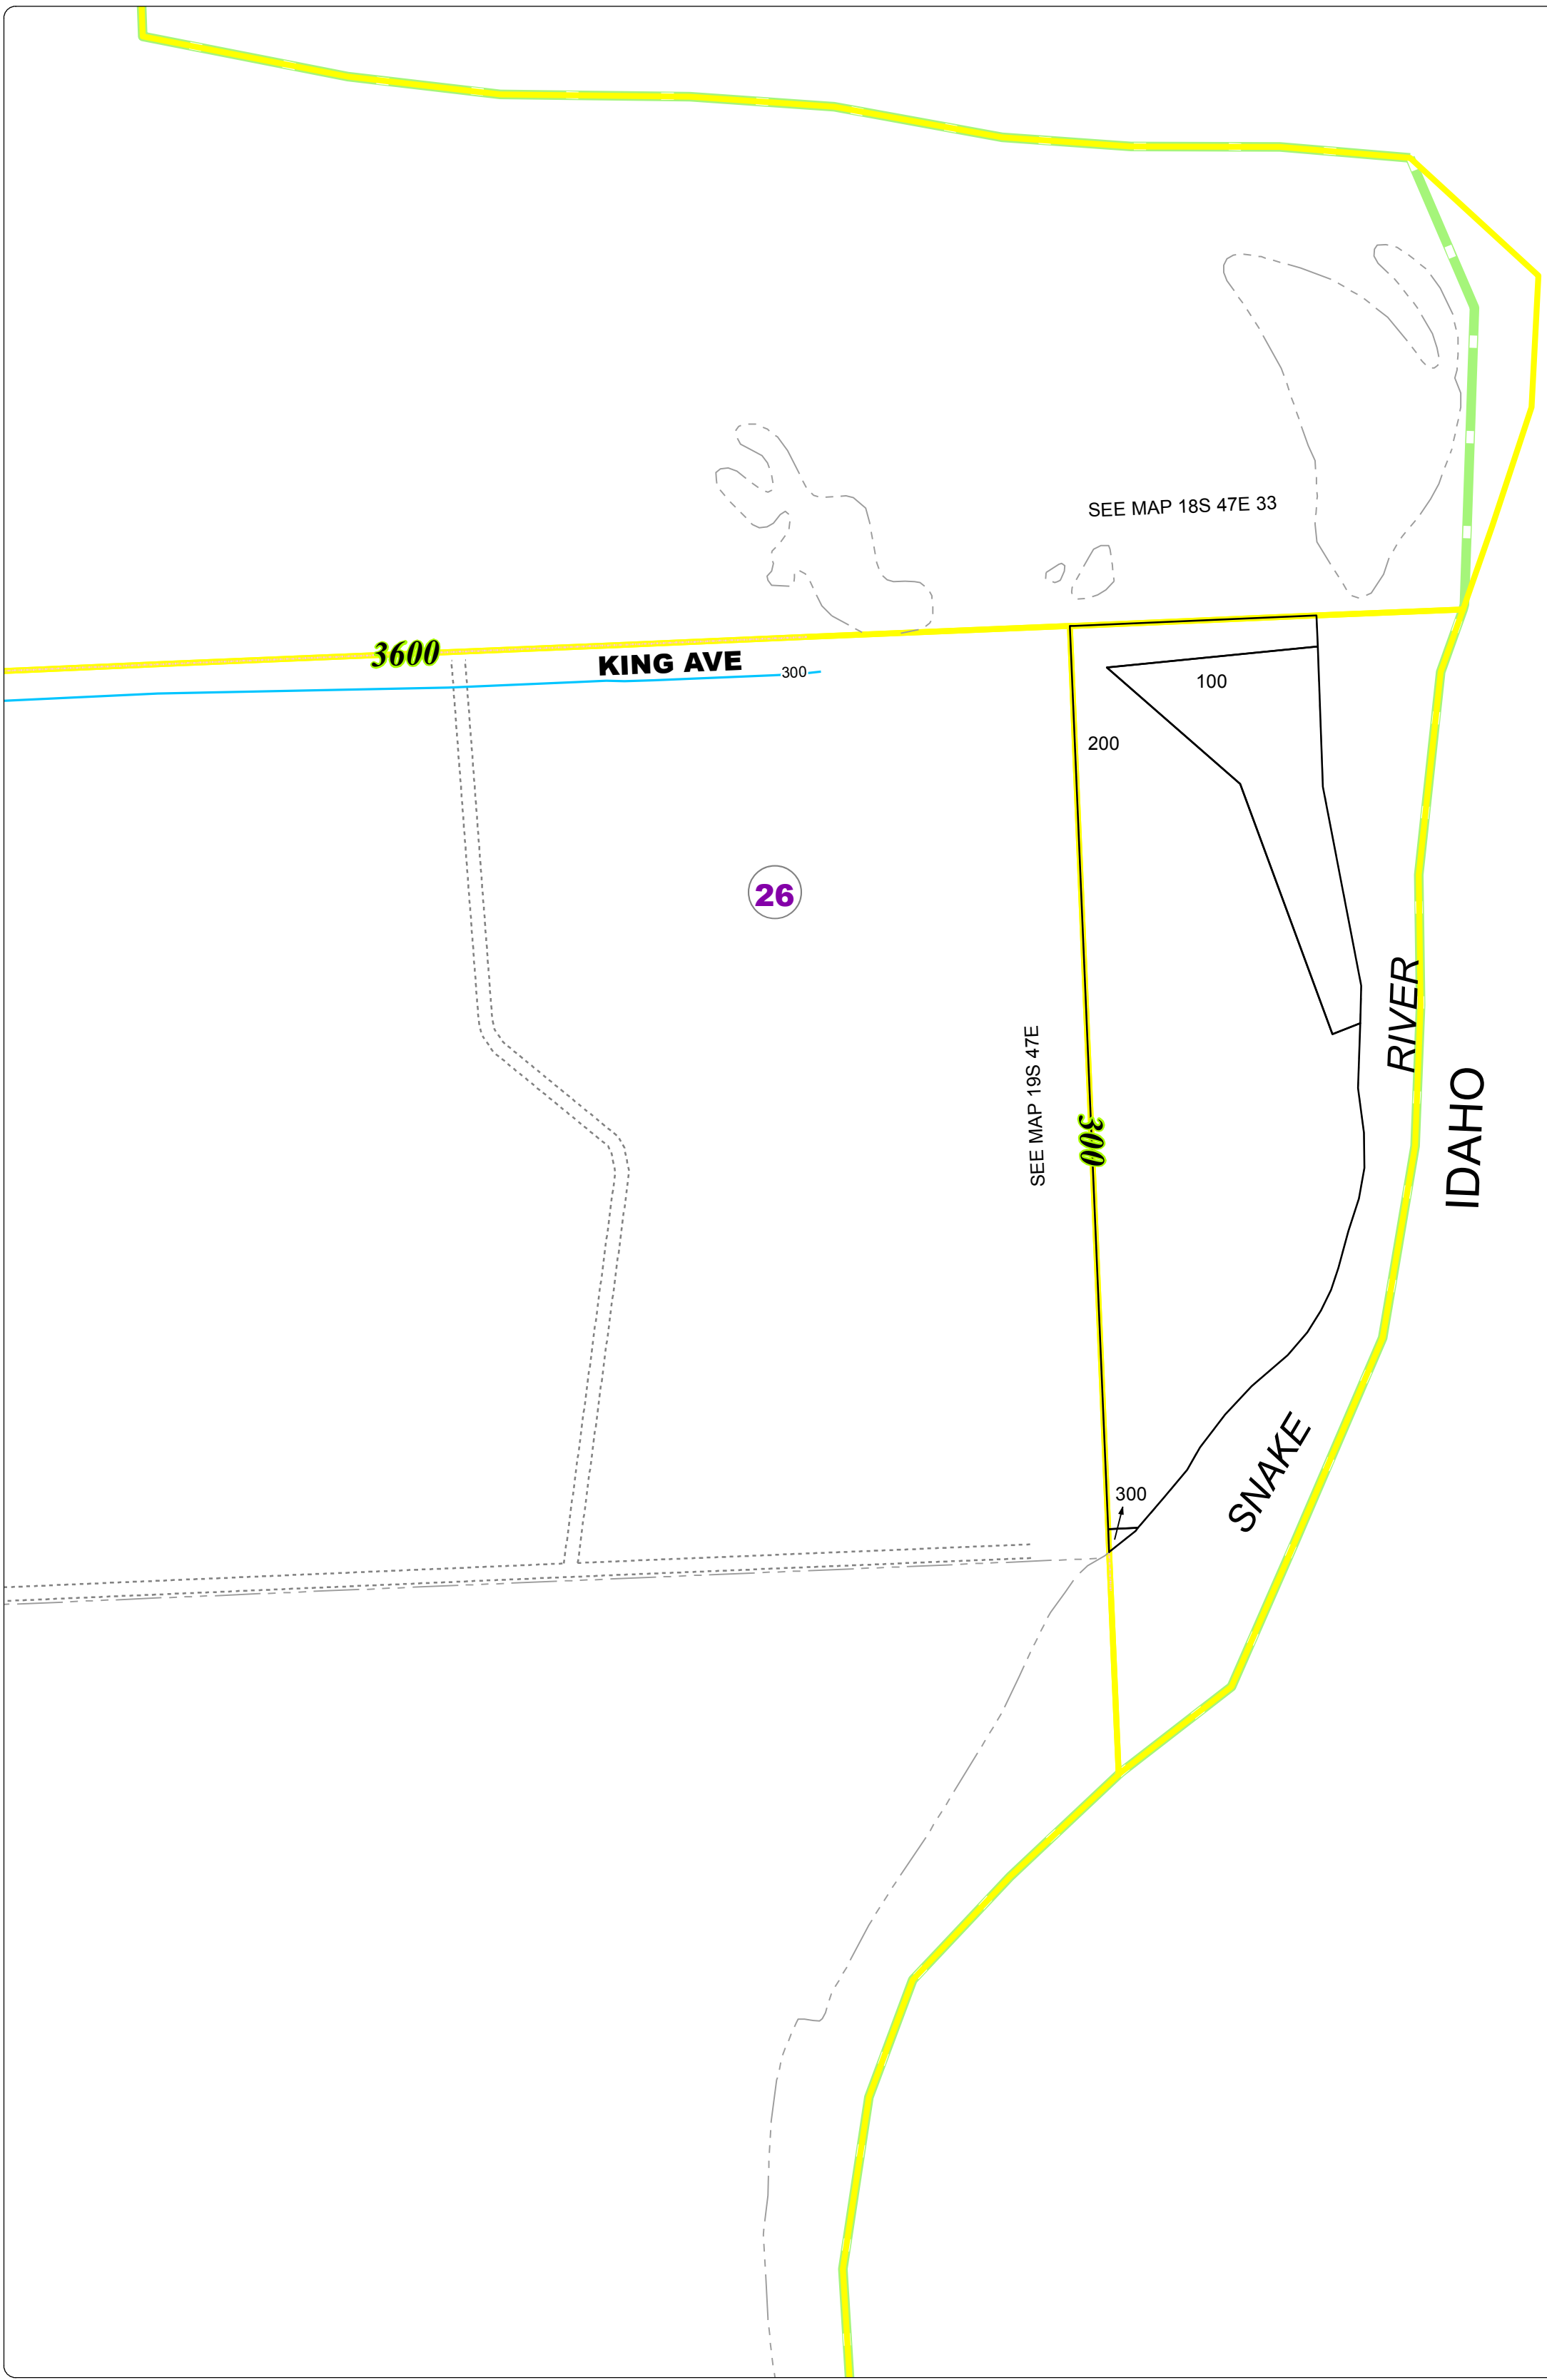 SEE MAP 18S 47E 33
3600
KING AVE
300
100
200
26
RIVER
SEE MAP 19S 47E
300
IDAHO
SNAKE
300